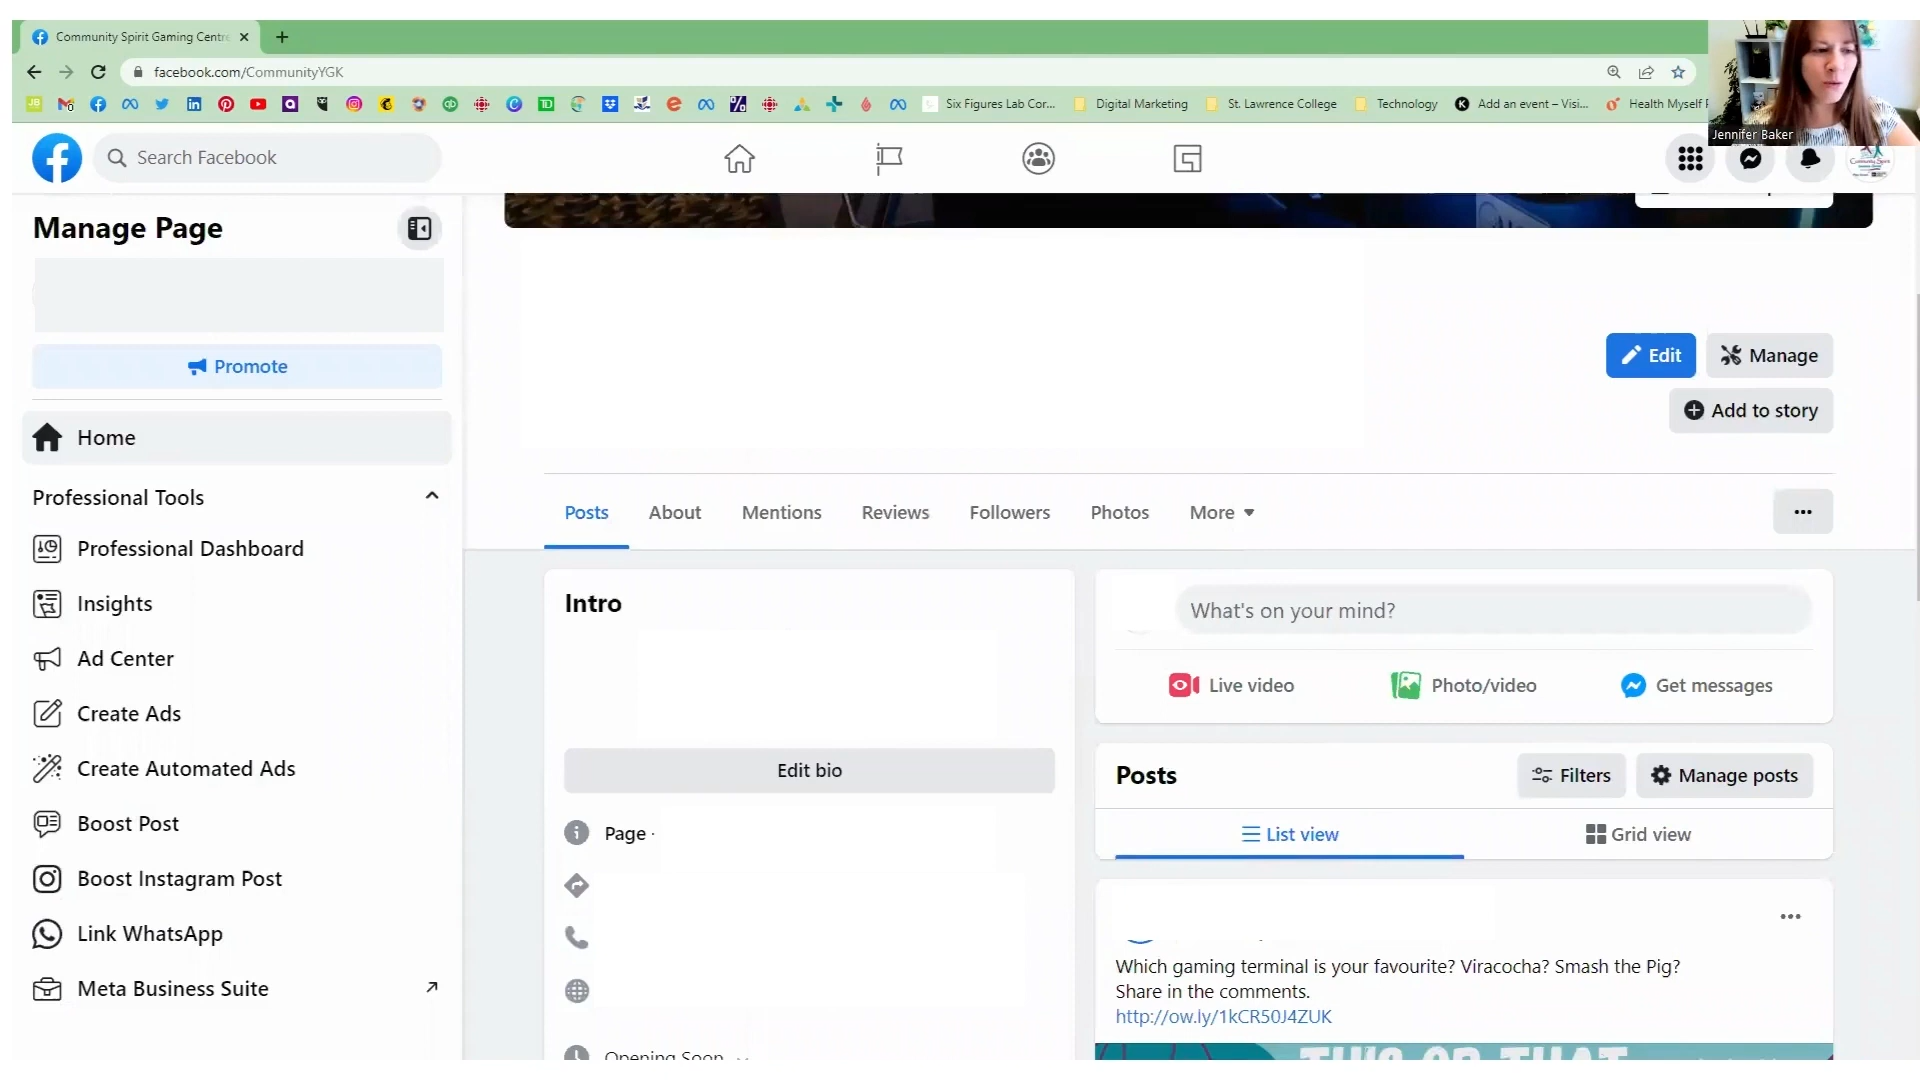 Community Spirit Gaming Centr
facebook.com/CommunityYGK
Six Figures Lab Cor...
Digital Marketing
St. Lawrence College
Technology
Add an event – Visi...
Health Myself
Jennifer Baker
Search Facebook
Manage Page
Promote
Home
Professional Tools
Professional Dashboard
Insights
Ad Center
Create Ads
Create Automated Ads
Boost Post
Boost Instagram Post
Link WhatsApp
Meta Business Suite
Edit
Manage
Add to story
Posts
About
Mentions
Reviews
Followers
Photos
More
Intro
Edit bio
Page ·
Opening Soon
What's on your mind?
Live video
Photo/video
Get messages
Posts
Filters
Manage posts
List view
Grid view
Which gaming terminal is your favourite? Viracocha? Smash the Pig?
Share in the comments.
http://ow.ly/1kCR50J4ZUK
THIS OR THAT